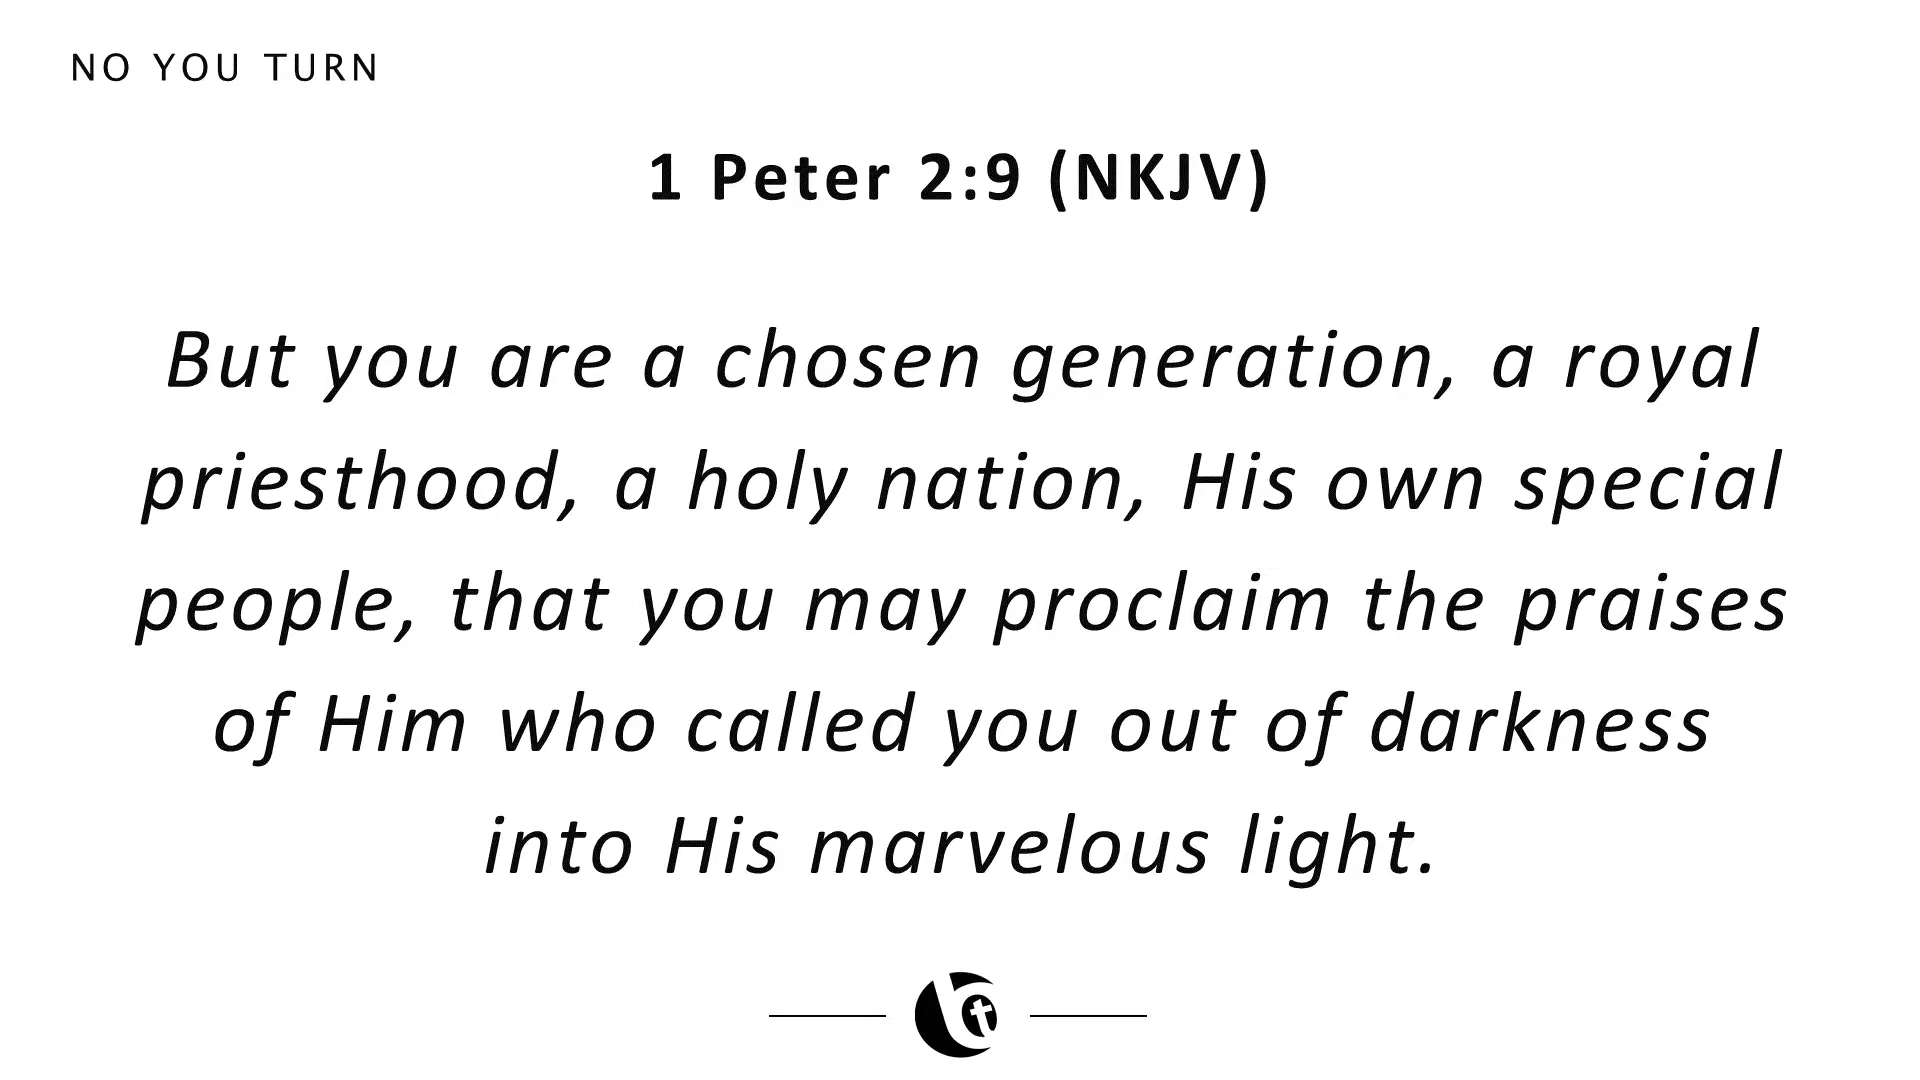 NO YOU TURN
1 Peter 2:9 (NKJV)
But you are a chosen generation, a royal
priesthood, a holy nation, His own special
people, that you may proclaim the praises
of Him who called you out of darkness
into His marvelous light.